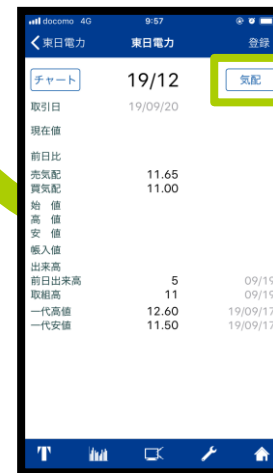 docomo 4G 9:57
東日電力 東日電力 登録
チャート 19/12 気配
取引日 19/09/20
現在値
前日比
売気配 11.65
買気配 11.00
始 値
高 値
安 値
帳入値
出来高
前日出来高 5 09/19
取組高 11 09/19
一代高値 12.60 19/09/17
一代安値 11.50 19/09/17
T